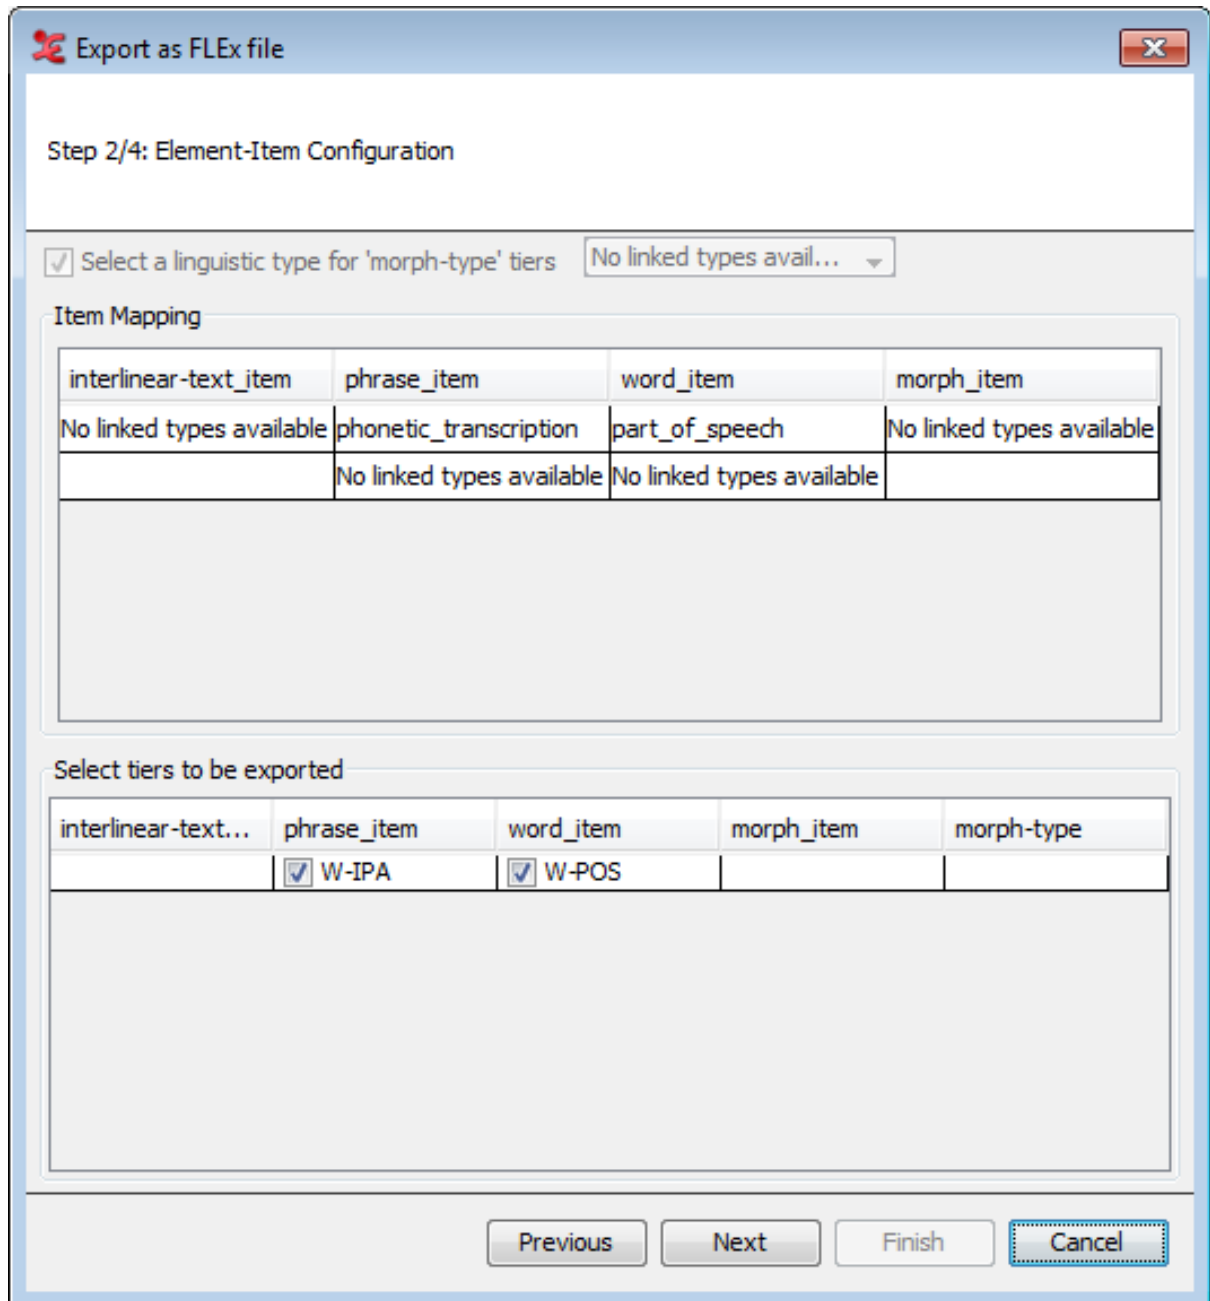 Export as FLEx file
Step 2/4: Element-Item Configuration
Select a linguistic type for 'morph-type' tiers No linked types avail...
Item Mapping
interlinear-text_item phrase_item word_item morph_item
No linked types available phonetic_transcription part_of_speech No linked types available
No linked types available No linked types available
Select tiers to be exported
interlinear-text... phrase_item word_item morph_item morph-type
W-IPA W-POS
Previous Next Finish Cancel